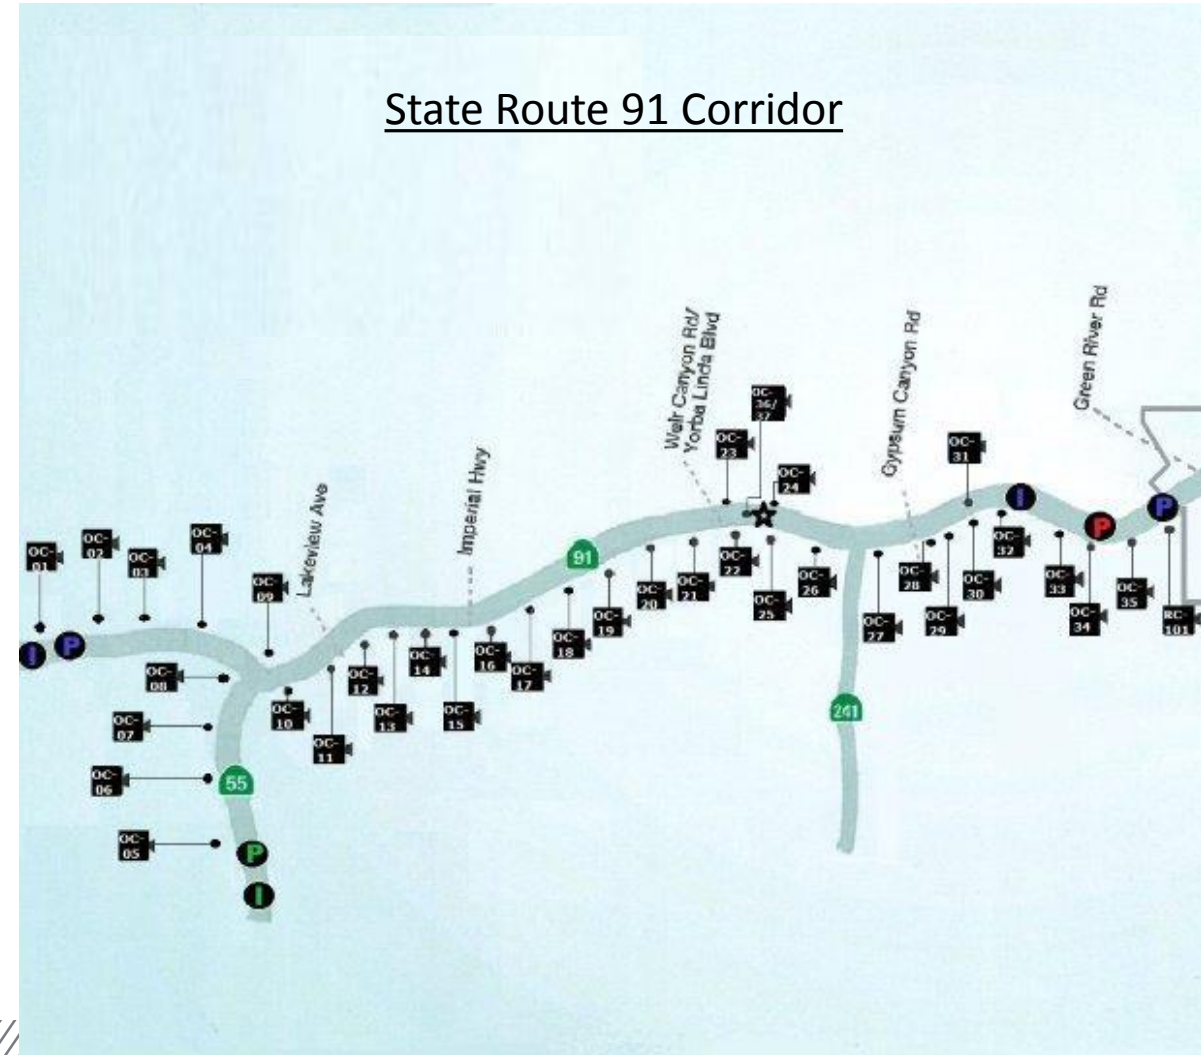 State Route 91 Corridor
Weir Canyon Rd/
Yorba Linda Blvd
Gypsum Canyon Rd
Green River Rd
Imperial Hwy
Lakeview Ave
OC-
36/
37
OC-
23
OC-
24
OC-
31
I
P
P
91
OC-
01
OC-
02
OC-
03
OC-
04
OC-
09
OC-
22
OC-
32
OC-
21
OC-
20
OC-
19
OC-
18
OC-
17
OC-
16
OC-
15
OC-
14
OC-
13
OC-
12
OC-
11
OC-
10
OC-
25
OC-
26
OC-
27
OC-
28
OC-
29
OC-
30
OC-
33
OC-
34
OC-
35
RC-
101
I
P
OC-
08
OC-
07
OC-
06
OC-
05
55
241
P
I